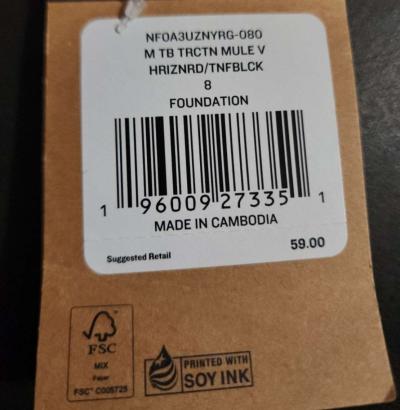 NF0A3UZNYRG-080
M TB TRCTN MULE V
HRIZNRD/TNFBLCK
8
FOUNDATION
1 96009 27335 1
MADE IN CAMBODIA
Suggested Retail 59.00
FSC
MIX
Paper
FSC™ C005725
PRINTED WITH
SOY INK